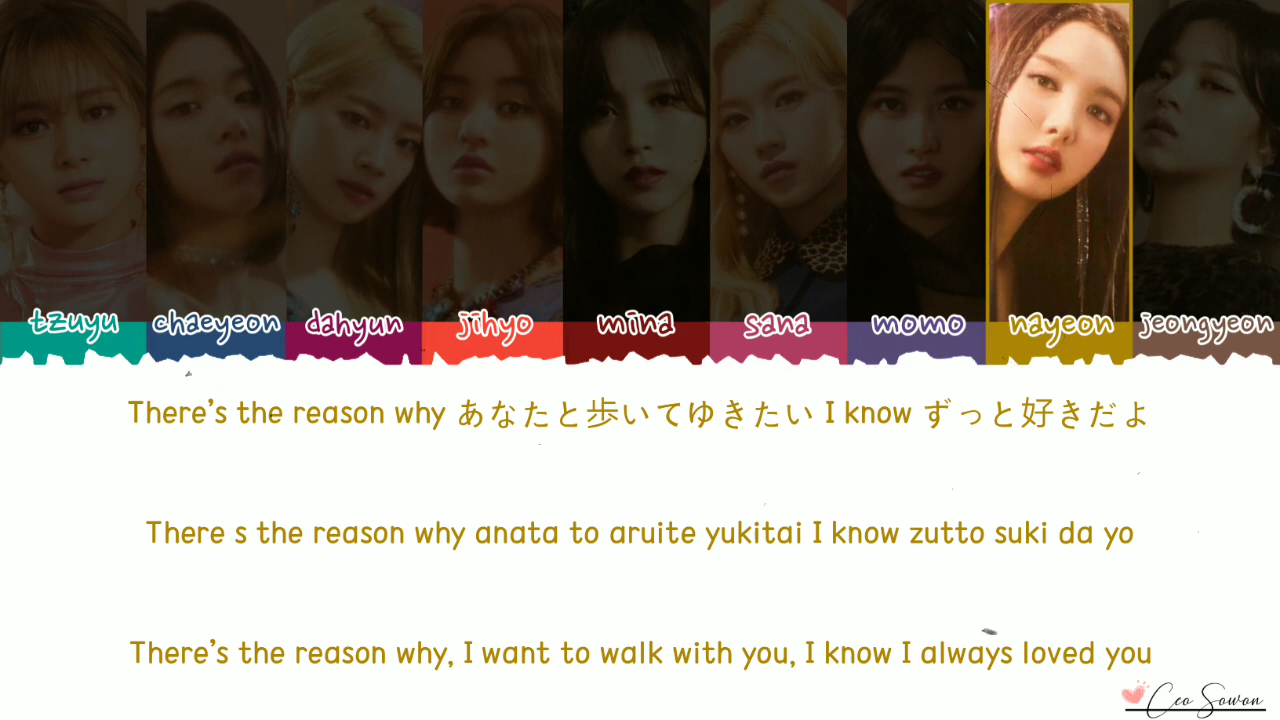 tzuyu chaeyeon dahyun jihyo mina sana momo nayeon jeongyeon
There's the reason why あなたと歩いてゆきたい I know ずっと好きだよ
There s the reason why anata to aruite yukitai I know zutto suki da yo
There's the reason why, I want to walk with you, I know I always loved you
Ceo Sowon